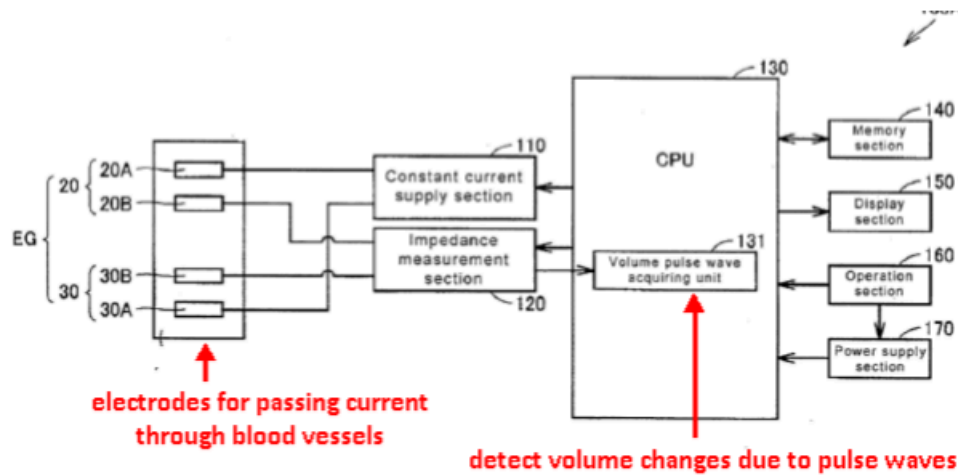 130
140
Memory
section
110
CPU
20A
Constant current
supply section
150
20
Display
section
20B
EG
Impedance
measurement
section
131
Volume pulse wave
acquiring unit
160
Operation
section
30B
30
30A
120
170
Power supply
section
electrodes for passing current
through blood vessels
detect volume changes due to pulse waves